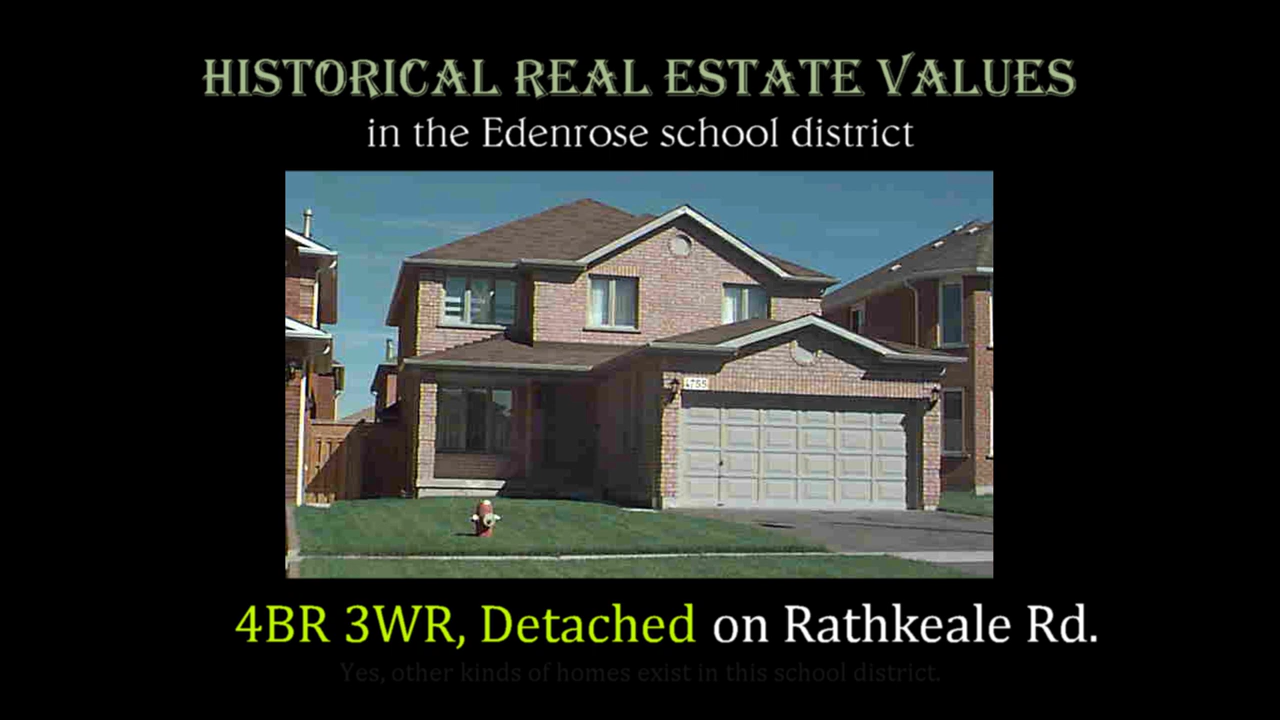 HISTORICAL REAL ESTATE VALUES
in the Edenrose school district
4755
4BR 3WR, Detached on Rathkeale Rd.
Yes, other kinds of homes exist in this school district.